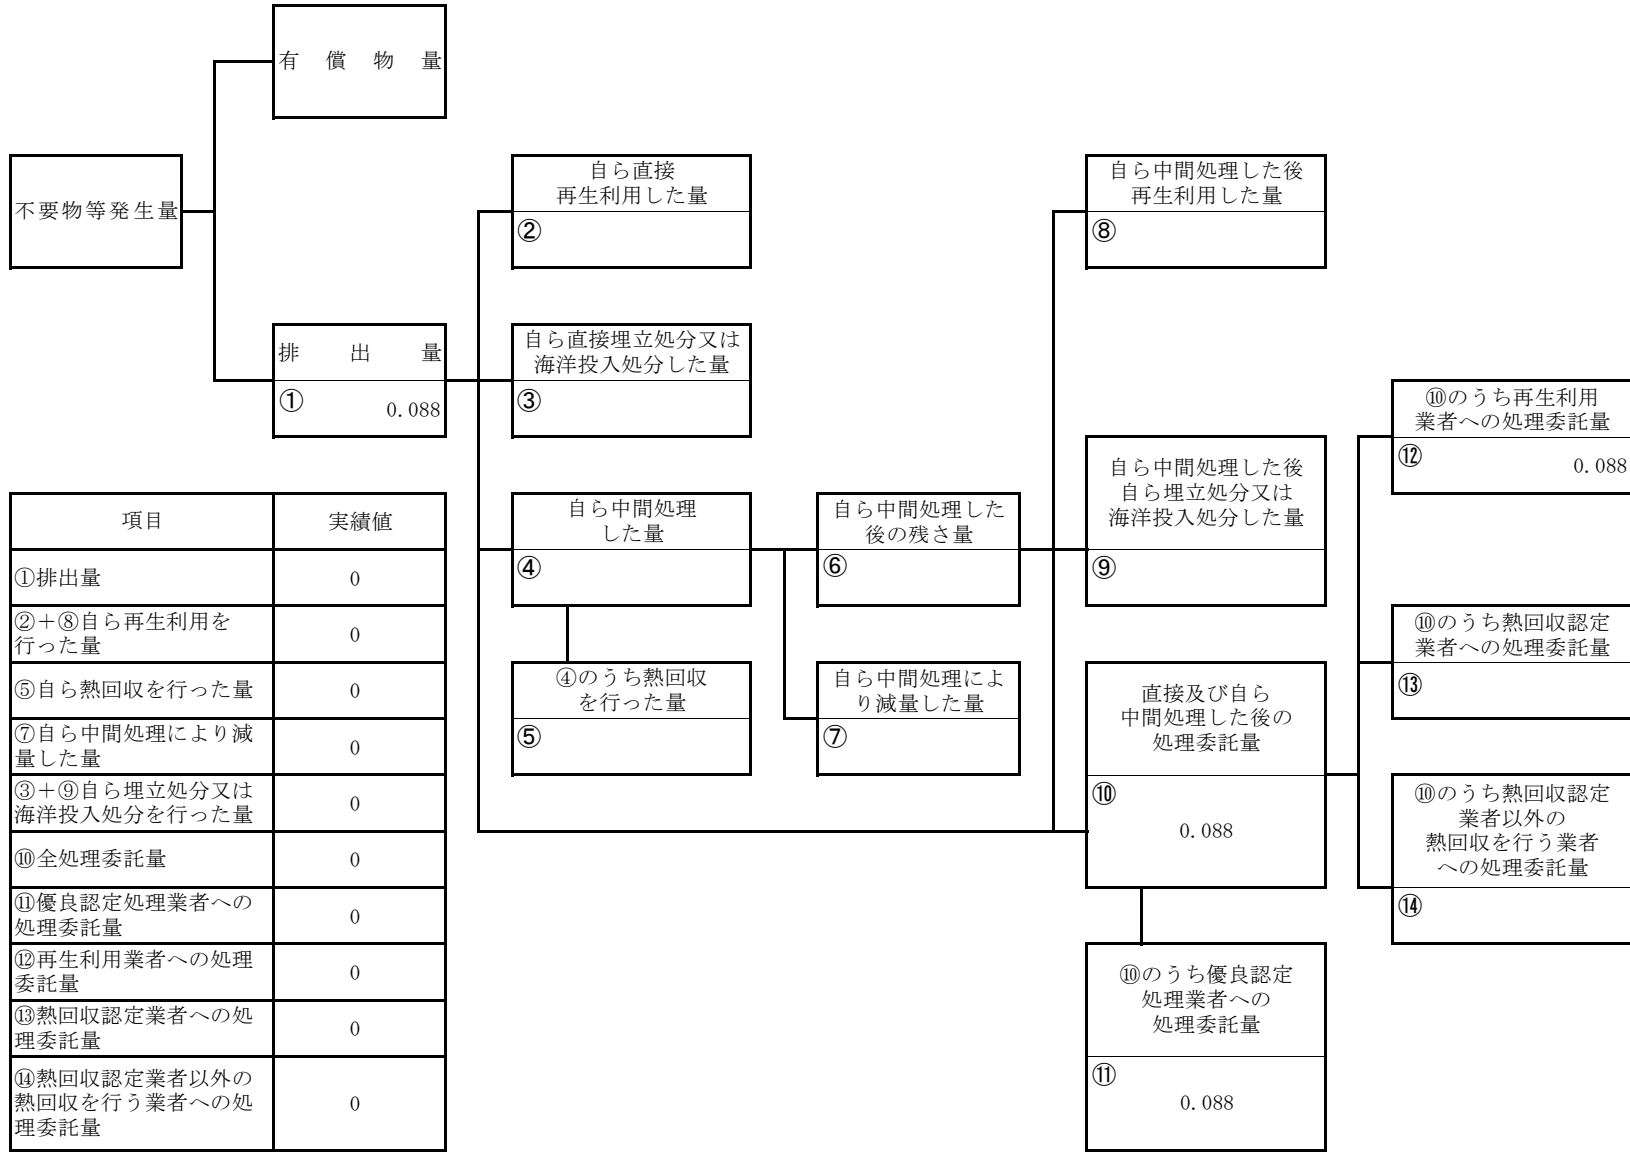 有償物量
不要物等発生量
排出量
①
0.088
自ら直接
再生利用した量
②
自ら直接埋立処分又は
海洋投入処分した量
③
自ら中間処理
した量
④
④のうち熱回収
を行った量
⑤
自ら中間処理した
後の残さ量
⑥
自ら中間処理によ
り減量した量
⑦
自ら中間処理した後
再生利用した量
⑧
自ら中間処理した後
自ら埋立処分又は
海洋投入処分した量
⑨
直接及び自ら
中間処理した後の
処理委託量
⑩
0.088
⑩のうち優良認定
処理業者への
処理委託量
⑪
0.088
⑩のうち再生利用
業者への処理委託量
⑫
0.088
⑩のうち熱回収認定
業者への処理委託量
⑬
⑩のうち熱回収認定
業者以外の
熱回収を行う業者
への処理委託量
⑭
項目 実績値
①排出量 0
②+⑧自ら再生利用を
行った量 0
⑤自ら熱回収を行った量 0
⑦自ら中間処理により減
量した量 0
③+⑨自ら埋立処分又は
海洋投入処分を行った量 0
⑩全処理委託量 0
⑪優良認定処理業者への
処理委託量 0
⑫再生利用業者への処理
委託量 0
⑬熱回収認定業者への処
理委託量 0
⑭熱回収認定業者以外の
熱回収を行う業者への処
理委託量 0